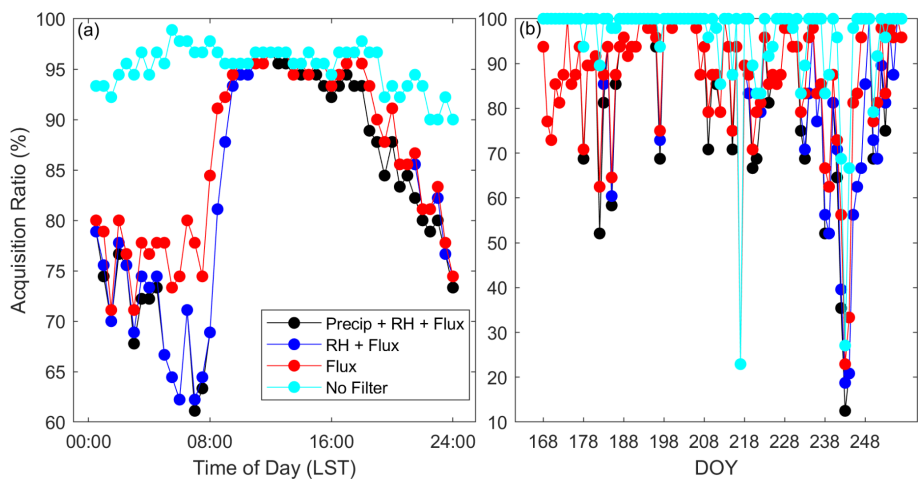 (a)
Acquisition Ratio (%)
100
95
90
85
80
75
70
65
60
00:00 08:00 16:00 24:00
Time of Day (LST)
Precip + RH + Flux
RH + Flux
Flux
No Filter
(b)
100
90
80
70
60
50
40
30
20
10
168 178 188 198 208 218 228 238 248
DOY